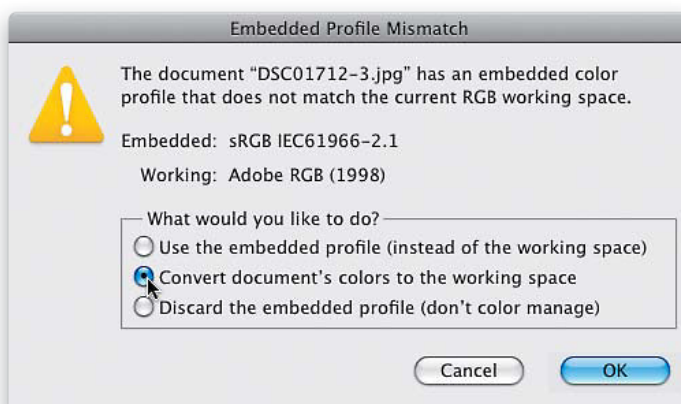 Embedded Profile Mismatch
The document “DSC01712-3.jpg” has an embedded color
profile that does not match the current RGB working space.
Embedded: sRGB IEC61966-2.1
Working: Adobe RGB (1998)
What would you like to do?
Use the embedded profile (instead of the working space)
Convert document’s colors to the working space
Discard the embedded profile (don’t color manage)
Cancel OK